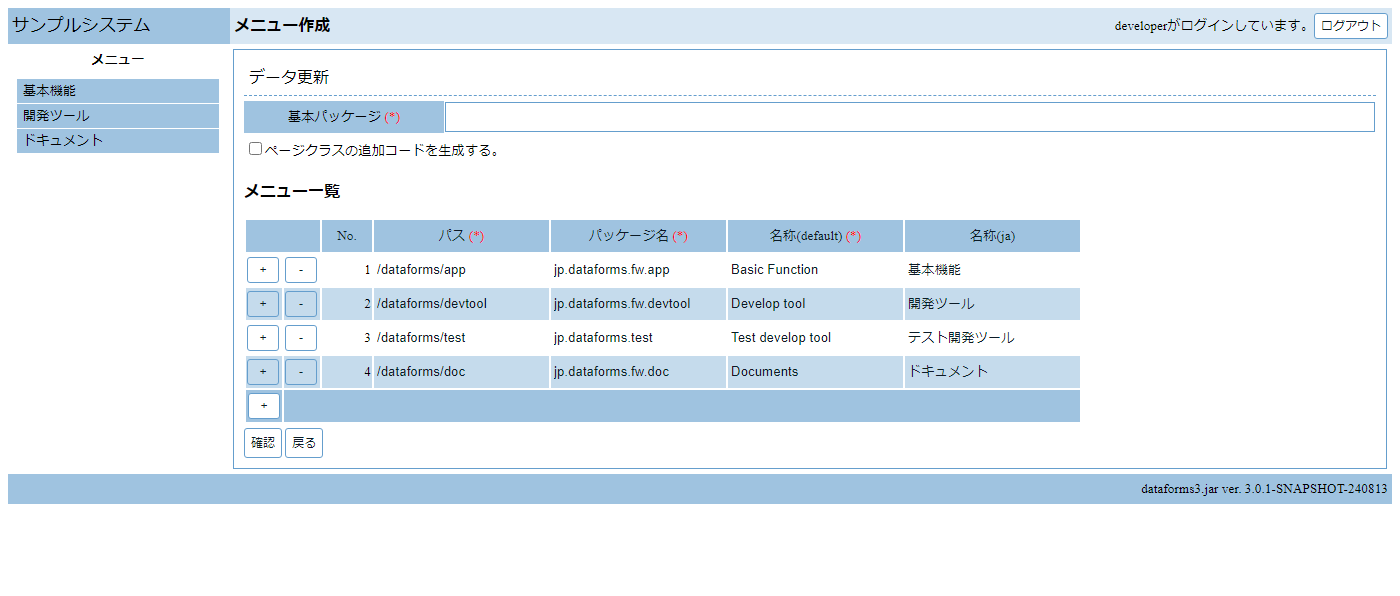 サンプルシステム メニュー作成 developerがログインしています。 ログアウト
メニュー
基本機能
開発ツール
ドキュメント
データ更新
基本パッケージ (*)
ページクラスの追加コードを生成する。
メニュー一覧
No. パス (*) パッケージ名 (*) 名称(default) (*) 名称(ja)
+ - 1 /dataforms/app jp.dataforms.fw.app Basic Function 基本機能
+ - 2 /dataforms/devtool jp.dataforms.fw.devtool Develop tool 開発ツール
+ - 3 /dataforms/test jp.dataforms.test Test develop tool テスト開発ツール
+ - 4 /dataforms/doc jp.dataforms.fw.doc Documents ドキュメント
+
確認 戻る
dataforms3.jar ver. 3.0.1-SNAPSHOT-240813